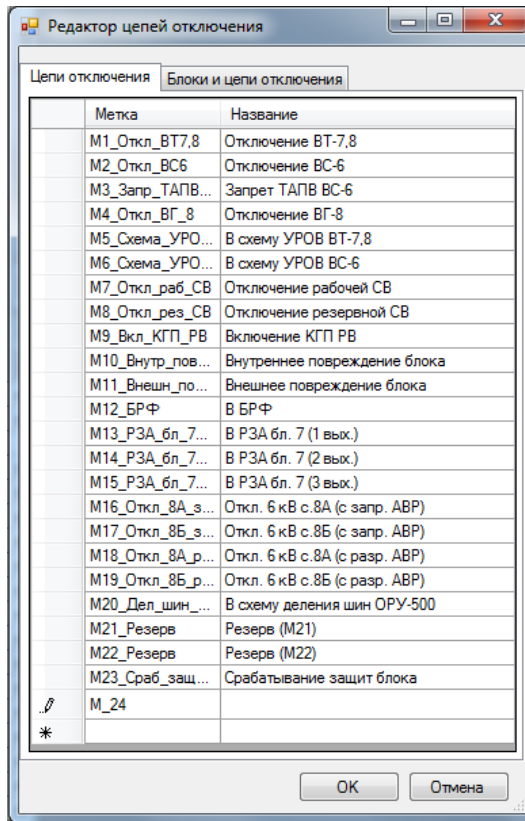 Редактор цепей отключения
Цепи отключения Блоки и цепи отключения
Метка Название
М1_Откл_ВТ7,8 Отключение ВТ-7,8
М2_Откл_ВС6 Отключение ВС-6
М3_Запр_ТАПВ... Запрет ТАПВ ВС-6
М4_Откл_ВГ_8 Отключение ВГ-8
М5_Схема_УРО... В схему УРОВ ВТ-7,8
М6_Схема_УРО... В схему УРОВ ВС-6
М7_Откл_раб_СВ Отключение рабочей СВ
М8_Откл_рез_СВ Отключение резервной СВ
М9_Вкл_КГП_РВ Включение КГП РВ
М10_Внутр_пов... Внутреннее повреждение блока
М11_Внешн_по... Внешнее повреждение блока
М12_БРФ В БРФ
М13_РЗА_бл_7... В РЗА бл. 7 (1 вых.)
М14_РЗА_бл_7... В РЗА бл. 7 (2 вых.)
М15_РЗА_бл_7... В РЗА бл. 7 (3 вых.)
М16_Откл_8А_з... Откл. 6 кВ с.8А (с запр. АВР)
М17_Откл_8Б_з... Откл. 6 кВ с.8Б (с запр. АВР)
М18_Откл_8А_р... Откл. 6 кВ с.8А (с разр. АВР)
М19_Откл_8Б_р... Откл. 6 кВ с.8Б (с разр. АВР)
М20_Дел_шин_... В схему деления шин ОРУ-500
М21_Резерв Резерв (М21)
М22_Резерв Резерв (М22)
М23_Сраб_защ... Срабатывание защит блока
М_24
OK Отмена